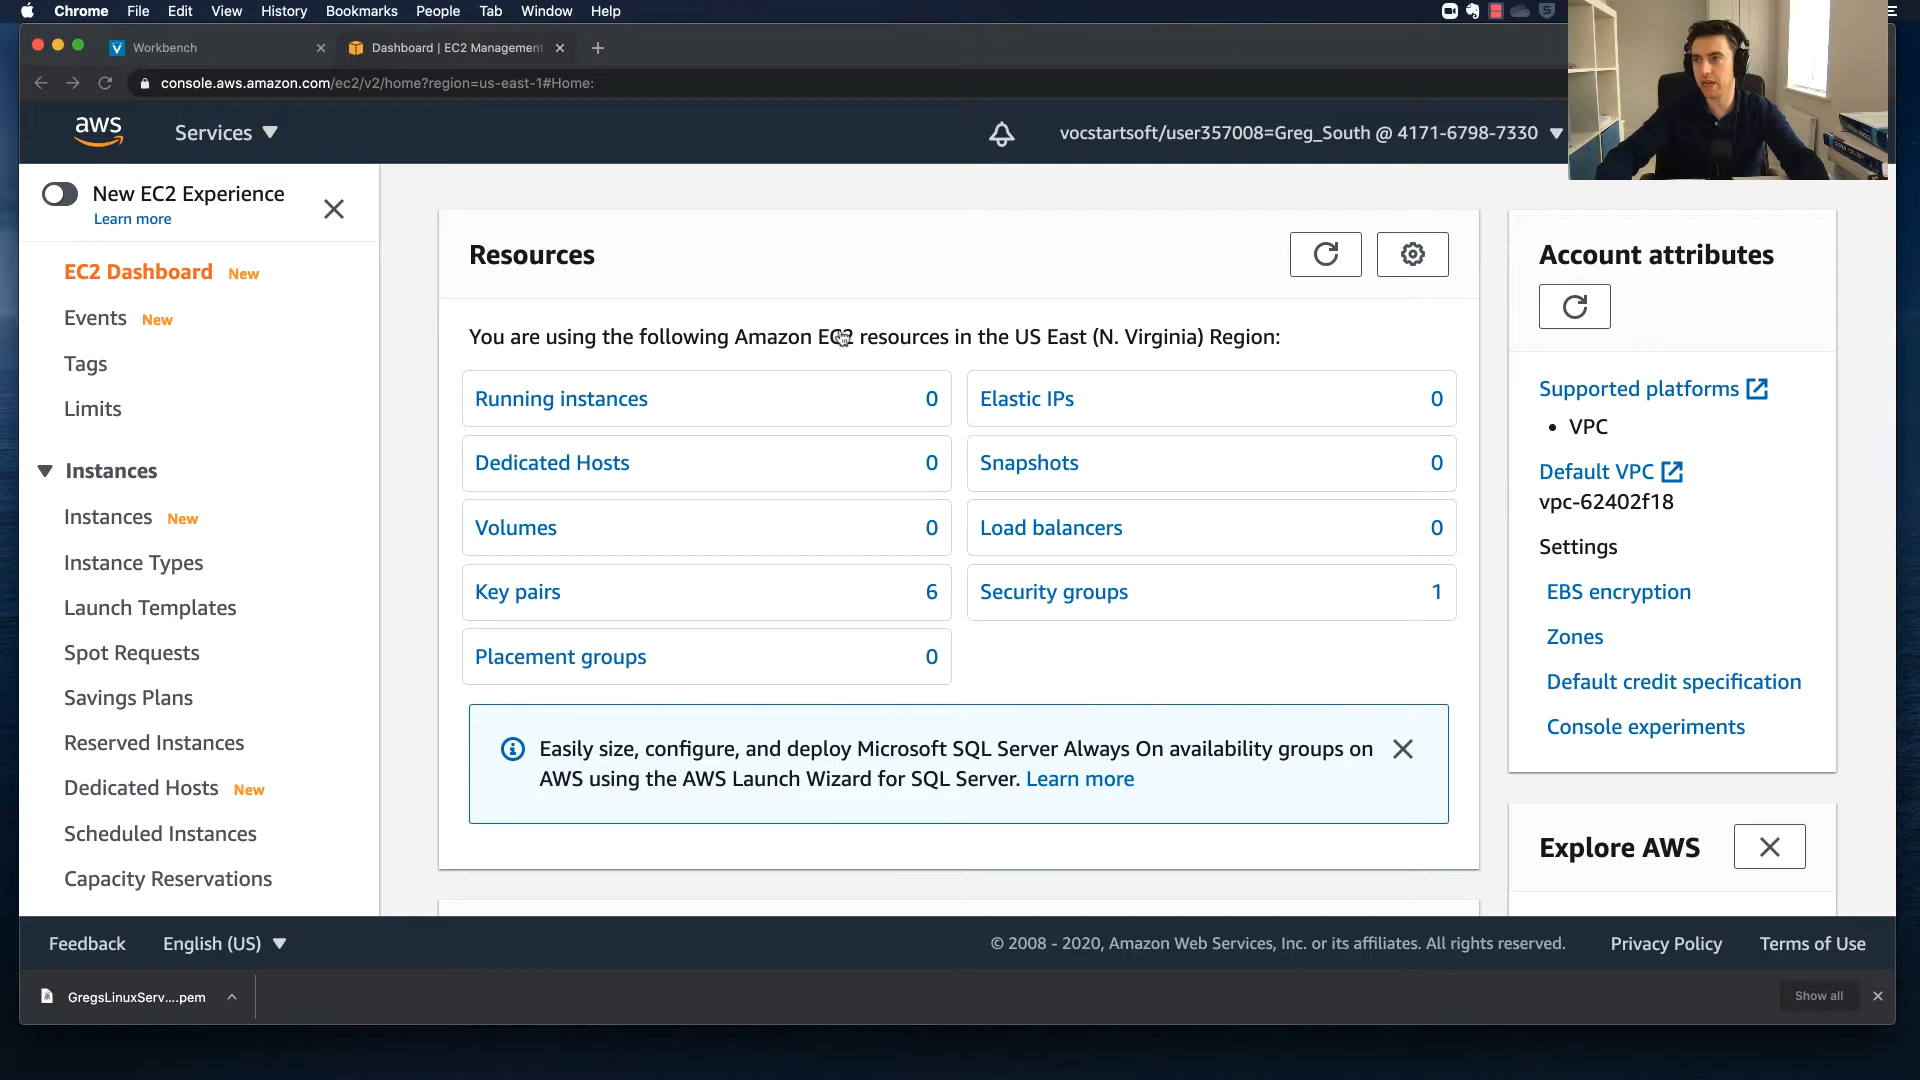 Chrome File Edit View History Bookmarks People Tab Window Help
Workbench
Dashboard | EC2 Management
console.aws.amazon.com/ec2/v2/home?region=us-east-1#Home:
aws
Services
vocstartsoft/user357008=Greg_South @ 4171-6798-7330
New EC2 Experience
Learn more
EC2 Dashboard New
Events New
Tags
Limits
Instances
Instances New
Instance Types
Launch Templates
Spot Requests
Savings Plans
Reserved Instances
Dedicated Hosts New
Scheduled Instances
Capacity Reservations
Resources
You are using the following Amazon EC2 resources in the US East (N. Virginia) Region:
Running instances 0
Elastic IPs 0
Dedicated Hosts 0
Snapshots 0
Volumes 0
Load balancers 0
Key pairs 6
Security groups 1
Placement groups 0
Easily size, configure, and deploy Microsoft SQL Server Always On availability groups on
AWS using the AWS Launch Wizard for SQL Server. Learn more
Account attributes
Supported platforms
• VPC
Default VPC
vpc-62402f18
Settings
EBS encryption
Zones
Default credit specification
Console experiments
Explore AWS
Feedback
English (US)
© 2008 - 2020, Amazon Web Services, Inc. or its affiliates. All rights reserved.
Privacy Policy
Terms of Use
GregsLinuxServ....pem
Show all